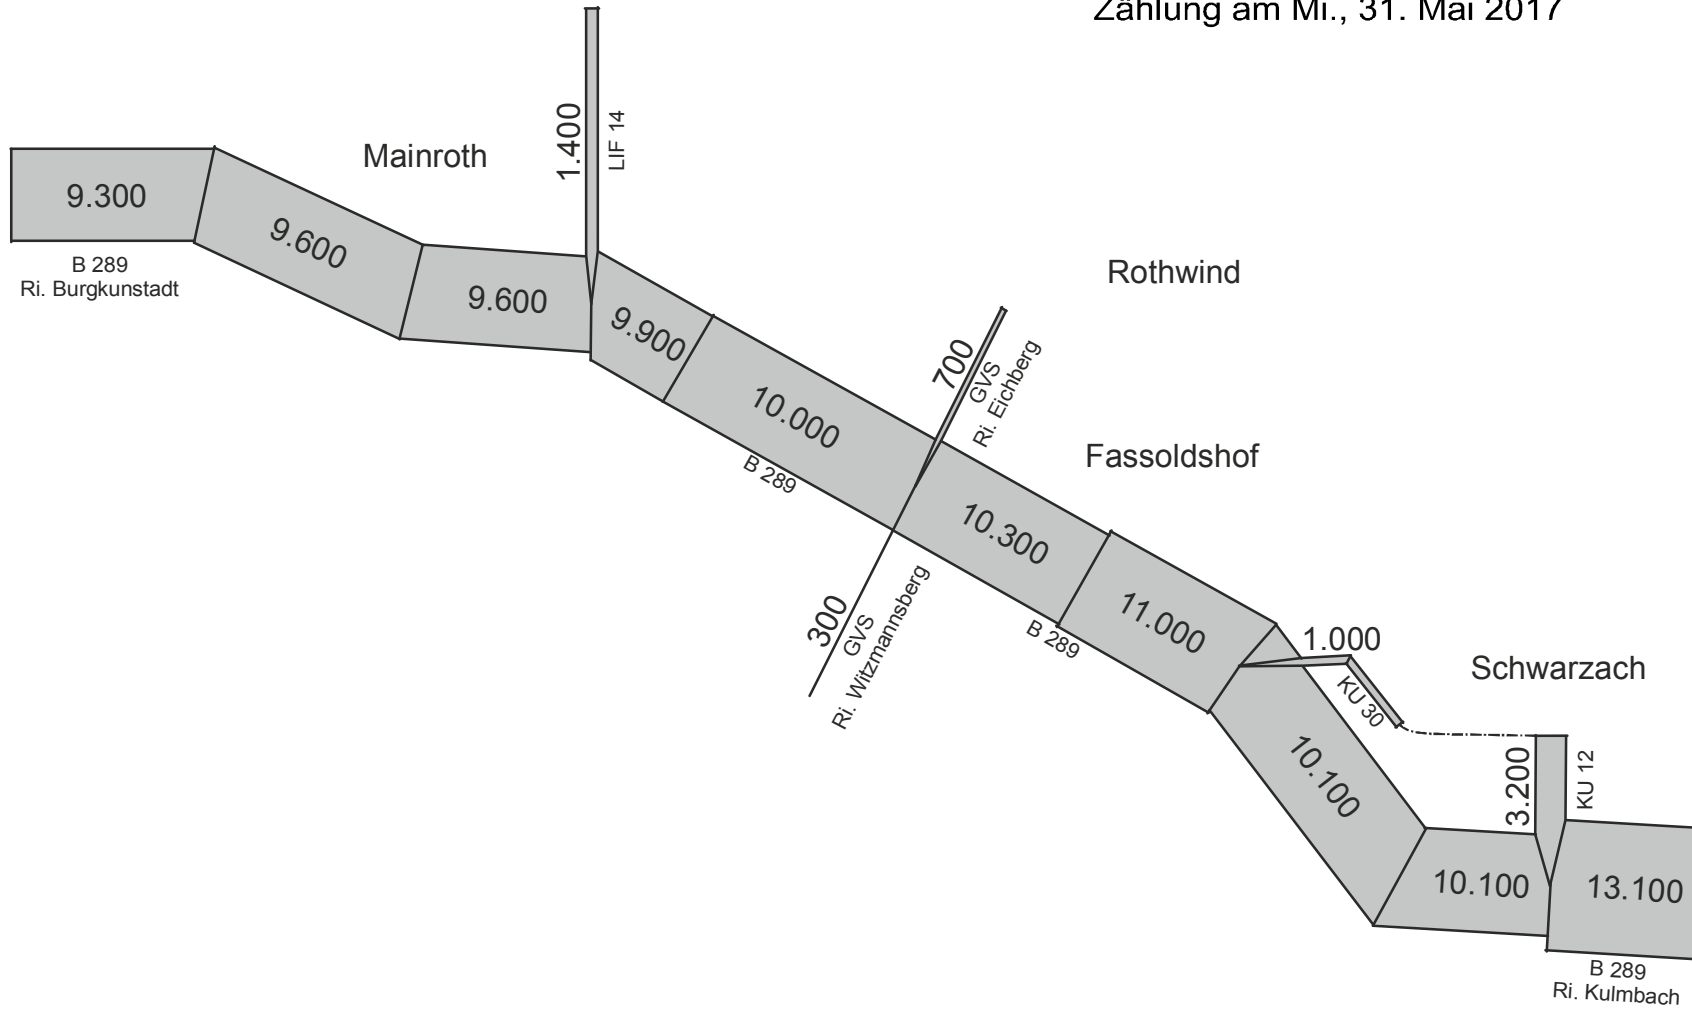 Zählung am Mi., 31. Mai 2017
1.400
LIF 14
Mainroth
9.300
B 289
Ri. Burgkunstadt
9.600
9.600
9.900
Rothwind
700
GVS
Ri. Eichberg
10.000
B 289
Fassoldshof
10.300
300
GVS
Ri. Witzmannsberg
B 289
11.000
1.000
KU 30
Schwarzach
10.100
3.200
KU 12
10.100
13.100
B 289
Ri. Kulmbach